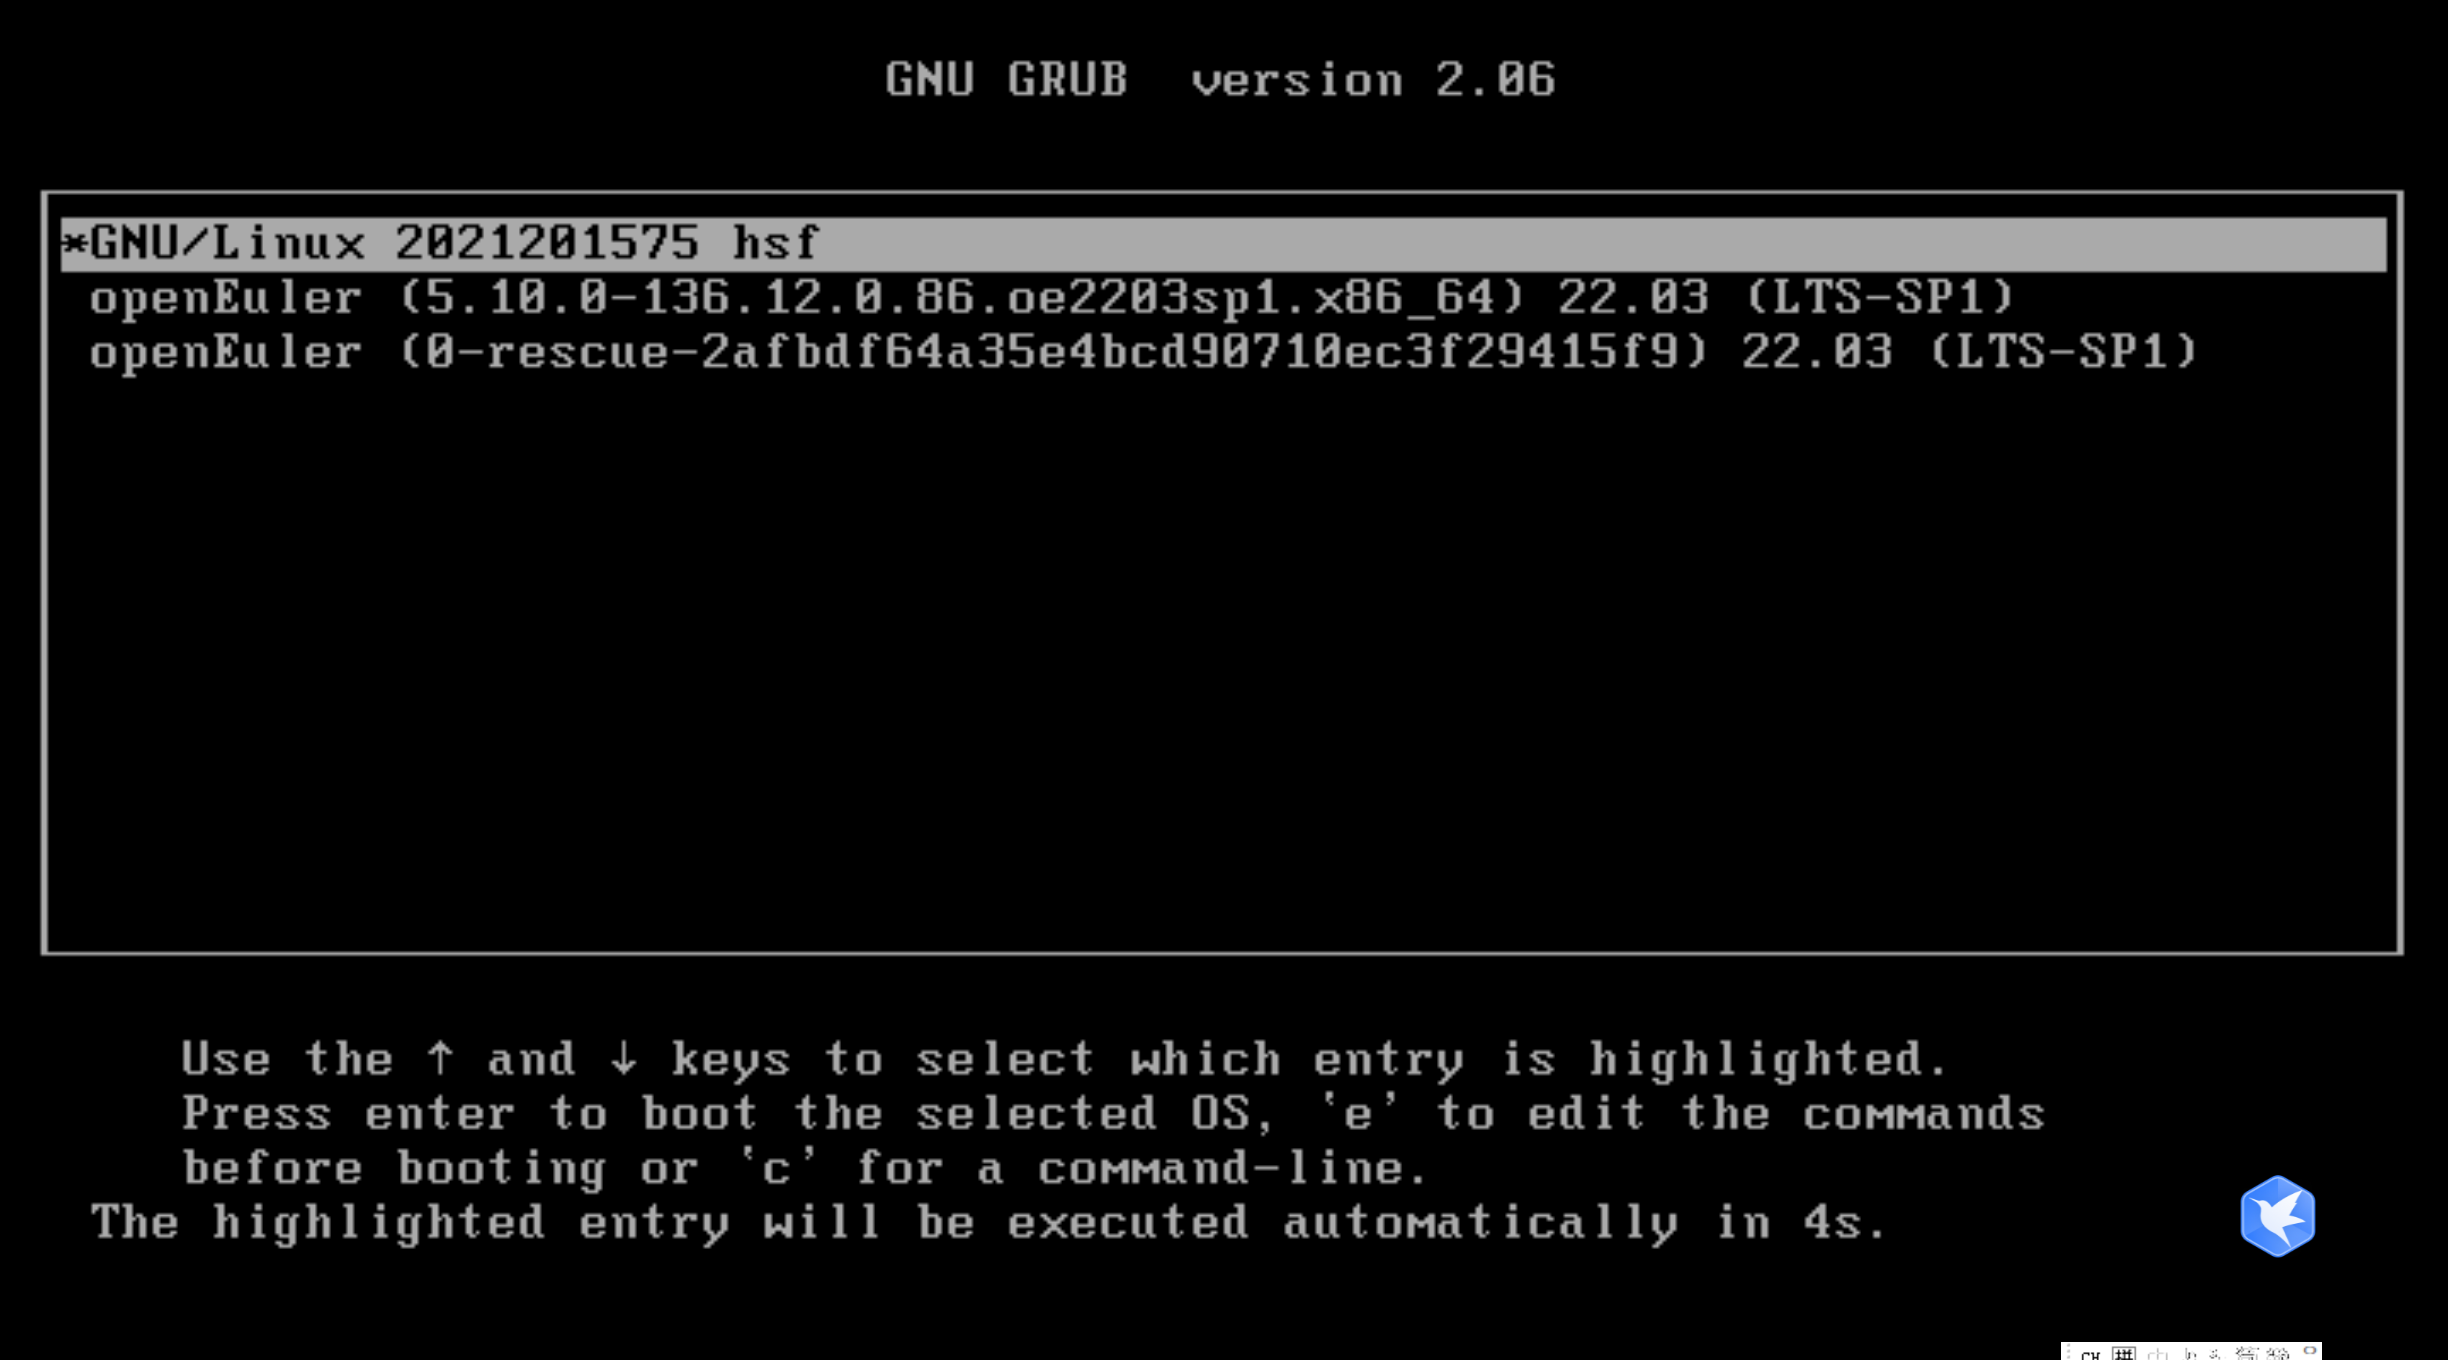 GNU GRUB  version 2.06
*GNU/Linux 2021201575 hsf
openEuler (5.10.0-136.12.0.86.oe2203sp1.x86_64) 22.03 (LTS-SP1)
openEuler (0-rescue-2afbdf64a35e4bcd90710ec3f29415f9) 22.03 (LTS-SP1)
Use the ↑ and ↓ keys to select which entry is highlighted.
Press enter to boot the selected OS, 'e' to edit the commands
before booting or 'c' for a command-line.
The highlighted entry will be executed automatically in 4s.
CH 拼